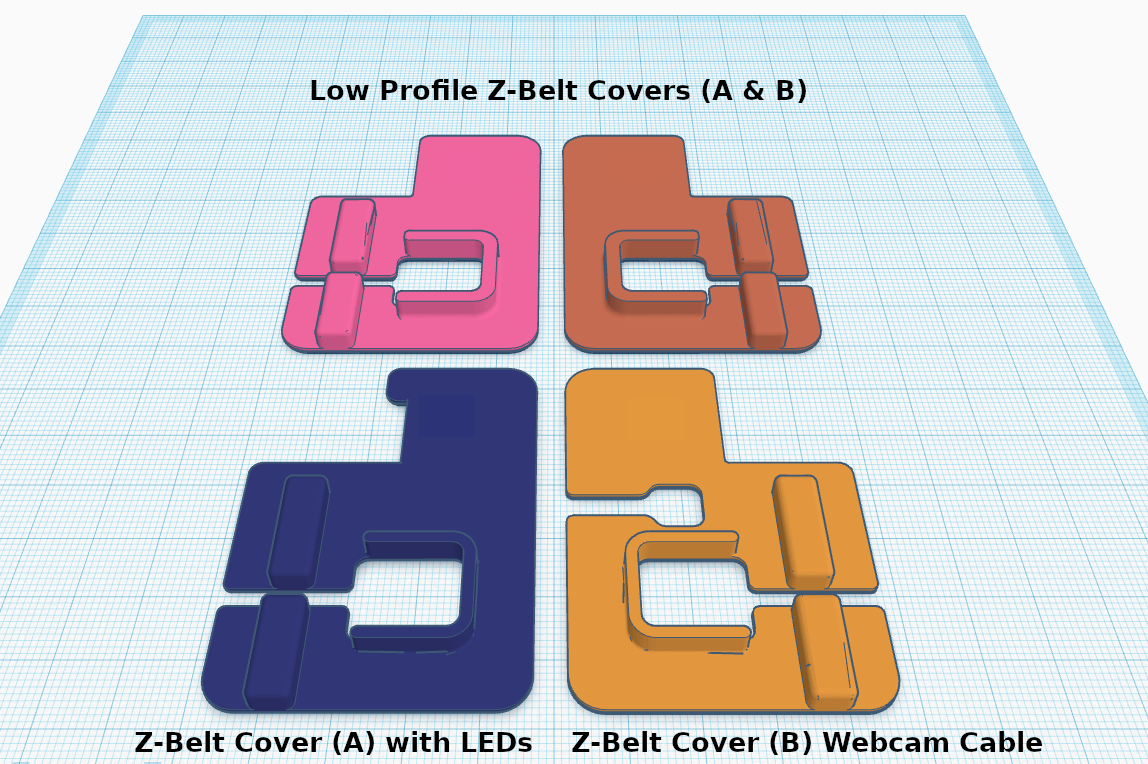 Low Profile Z-Belt Covers (A & B)
Z-Belt Cover (A) with LEDs
Z-Belt Cover (B) Webcam Cable